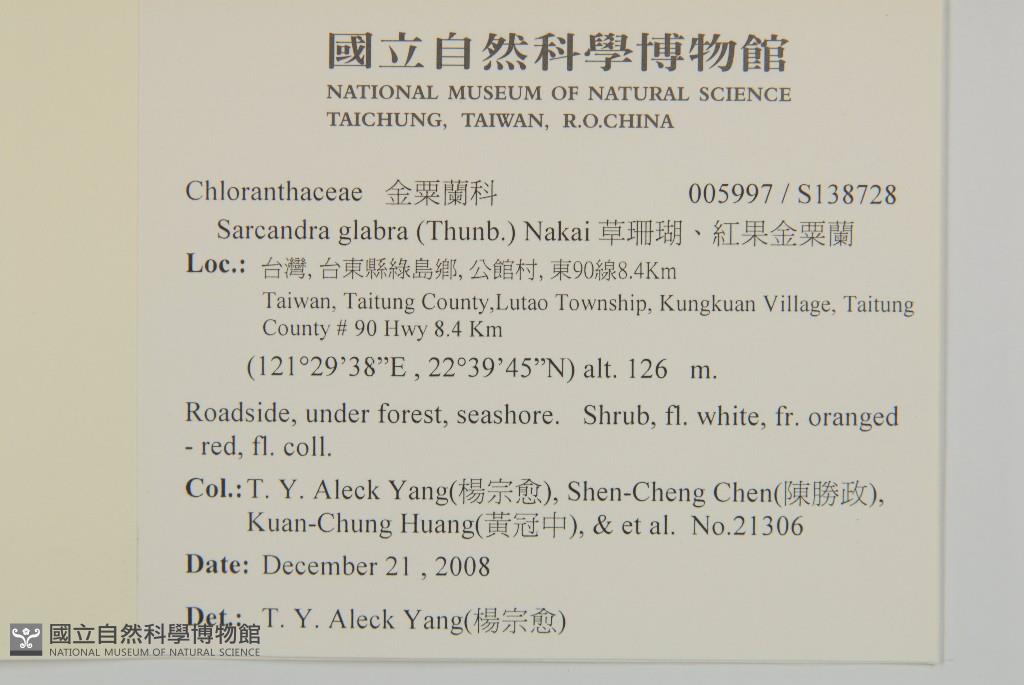 國立自然科學博物館
NATIONAL MUSEUM OF NATURAL SCIENCE
TAICHUNG, TAIWAN, R.O.CHINA
Chloranthaceae 金粟蘭科 005997 / S138728
Sarcandra glabra (Thunb.) Nakai 草珊瑚、紅果金粟蘭
Loc.: 台灣, 台東縣綠島鄉, 公館村, 東90線8.4Km
Taiwan, Taitung County,Lutao Township, Kungkuan Village, Taitung
County # 90 Hwy 8.4 Km
(121°29’38”E , 22°39’45”N) alt. 126 m.
Roadside, under forest, seashore. Shrub, fl. white, fr. oranged
- red, fl. coll.
Col.: T. Y. Aleck Yang(楊宗愈), Shen-Cheng Chen(陳勝政),
Kuan-Chung Huang(黃冠中), & et al. No.21306
Date: December 21 , 2008
Det.: T. Y. Aleck Yang(楊宗愈)
國立自然科學博物館
NATIONAL MUSEUM OF NATURAL SCIENCE